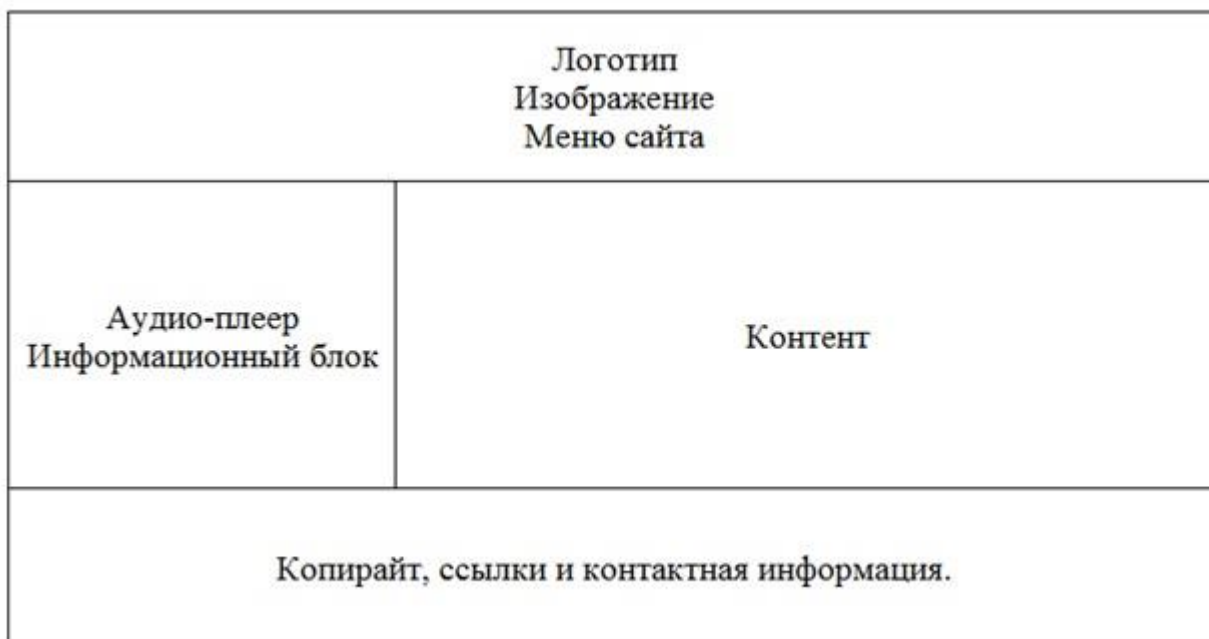 Логотип
Изображение
Меню сайта
Аудио-плеер
Информационный блок
Контент
Копирайт, ссылки и контактная информация.